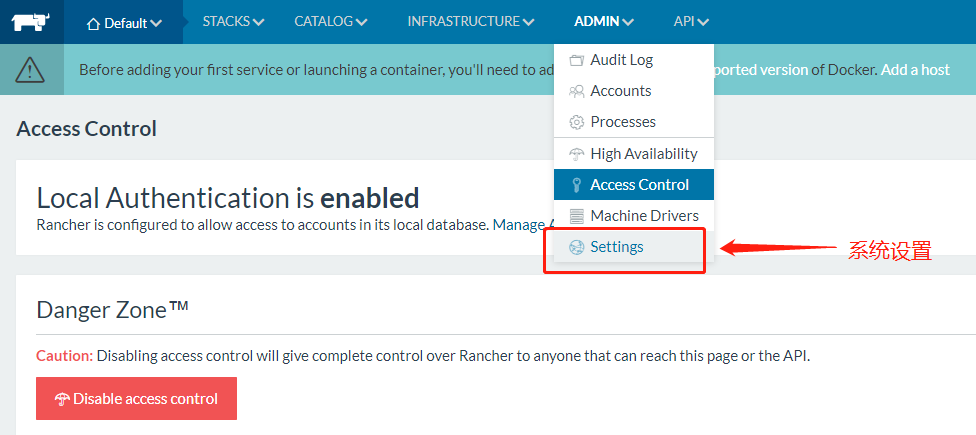 Default STACKS CATALOG INFRASTRUCTURE ADMIN API
Before adding your first service or launching a container, you'll need to ad ported version of Docker. Add a host
Audit Log
Accounts
Processes
High Availability
Access Control
Machine Drivers
Settings
系统设置
Access Control
Local Authentication is enabled
Rancher is configured to allow access to accounts in its local database. Manage A
Danger Zone™
Caution: Disabling access control will give complete control over Rancher to anyone that can reach this page or the API.
Disable access control